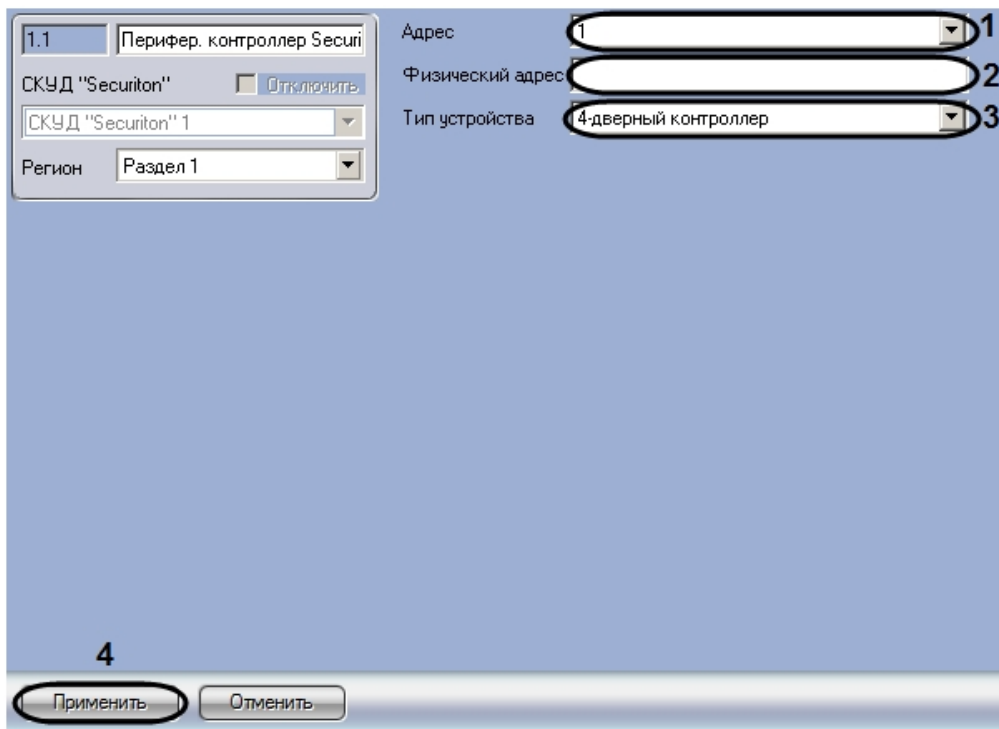 1.1 Перифер. контроллер Securi
СКУД "Securiton" Отключить
СКУД "Securiton" 1
Регион Раздел 1
Адрес 1 1
Физический адрес 2
Тип устройства 4-дверный контроллер 3
4
Применить Отменить